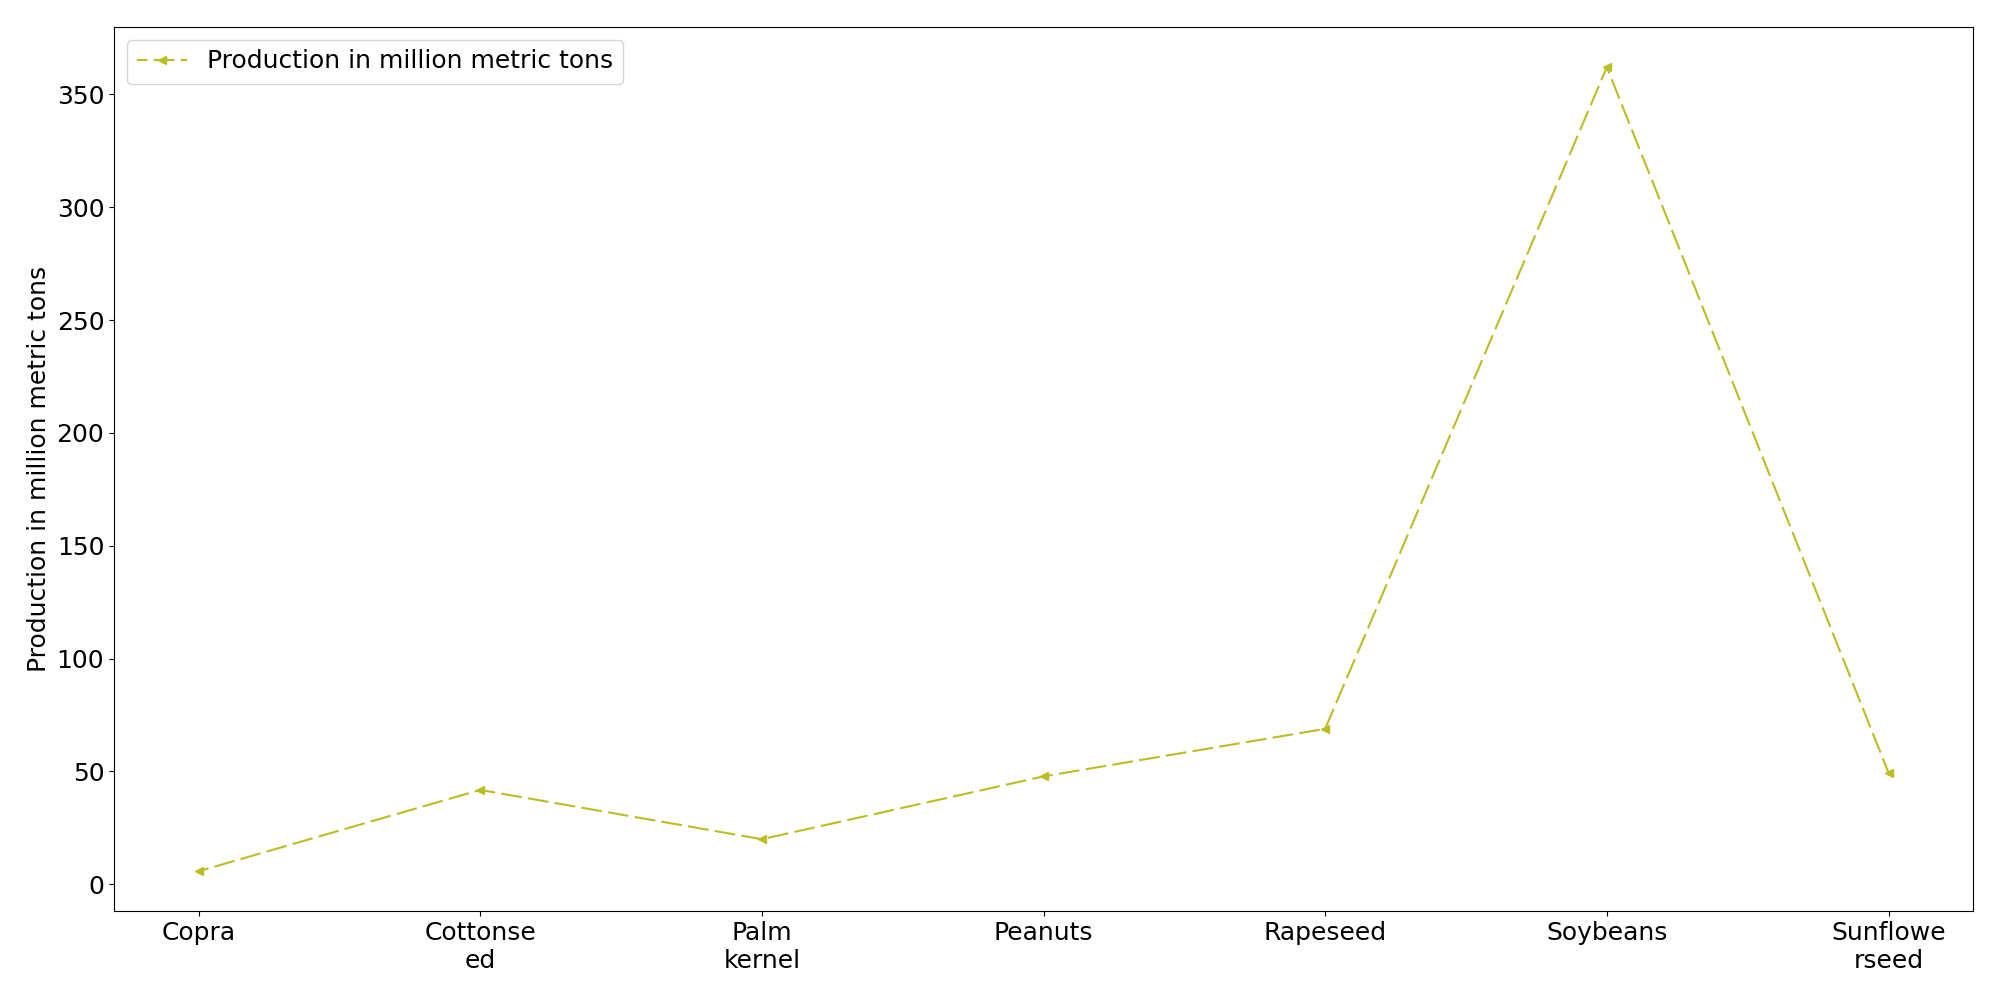 Production in million metric tons
Production in million metric tons
350
300
250
200
150
100
50
0
Copra
Cottonse
ed
Palm
kernel
Peanuts
Rapeseed
Soybeans
Sunflowe
rseed